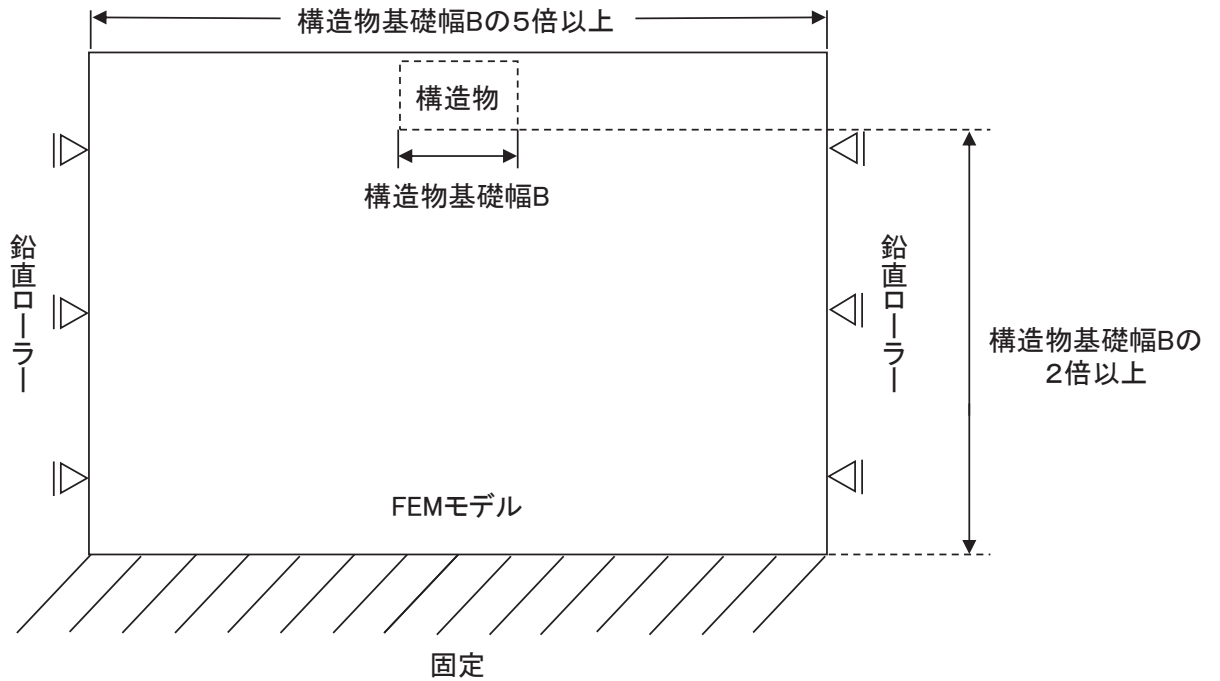 構造物基礎幅Bの5倍以上
構造物
構造物基礎幅B
鉛直ローラー
鉛直ローラー
構造物基礎幅Bの
2倍以上
FEMモデル
固定